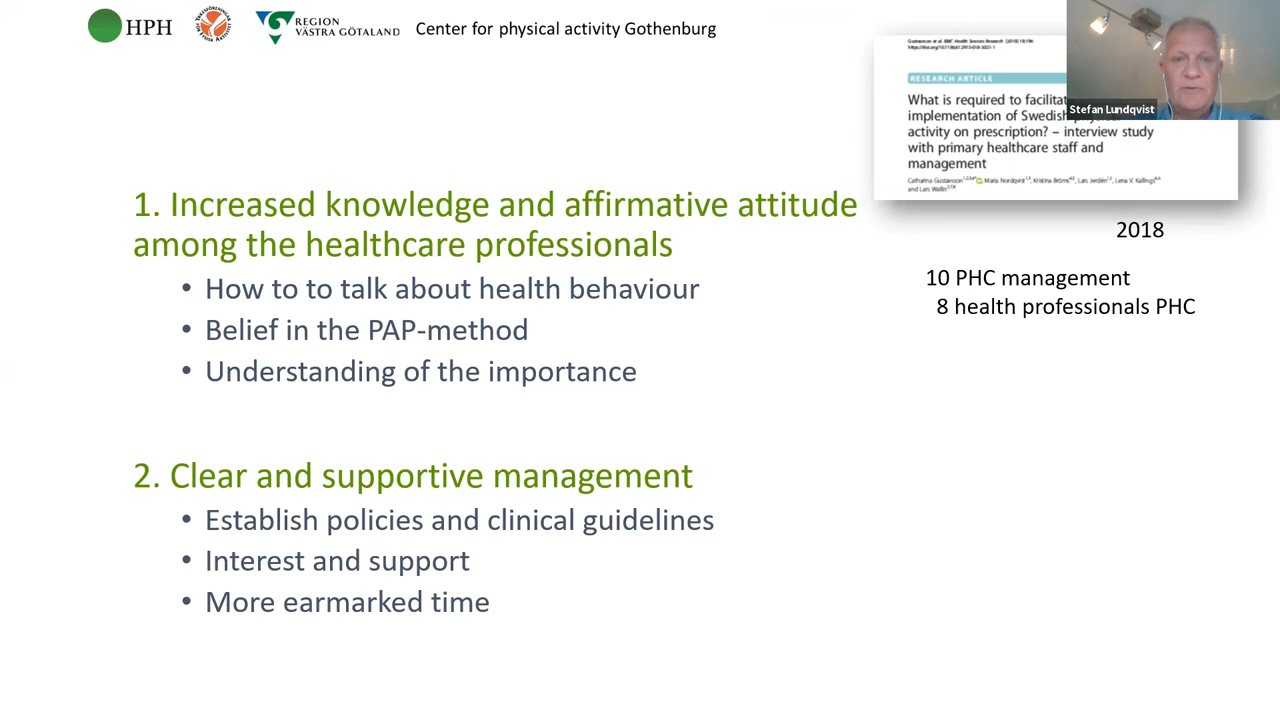 HPH
REGION
VÄSTRA GÖTALAND
Center for physical activity Gothenburg
RESEARCH ARTICLE
What is required to
implementation of Swedish
activity on prescription? – interview study
with primary healthcare staff and
management
Stefan Lundqvist
2018
10 PHC management
8 health professionals PHC
1. Increased knowledge and affirmative attitude
among the healthcare professionals
• How to to talk about health behaviour
• Belief in the PAP-method
• Understanding of the importance
2. Clear and supportive management
• Establish policies and clinical guidelines
• Interest and support
• More earmarked time